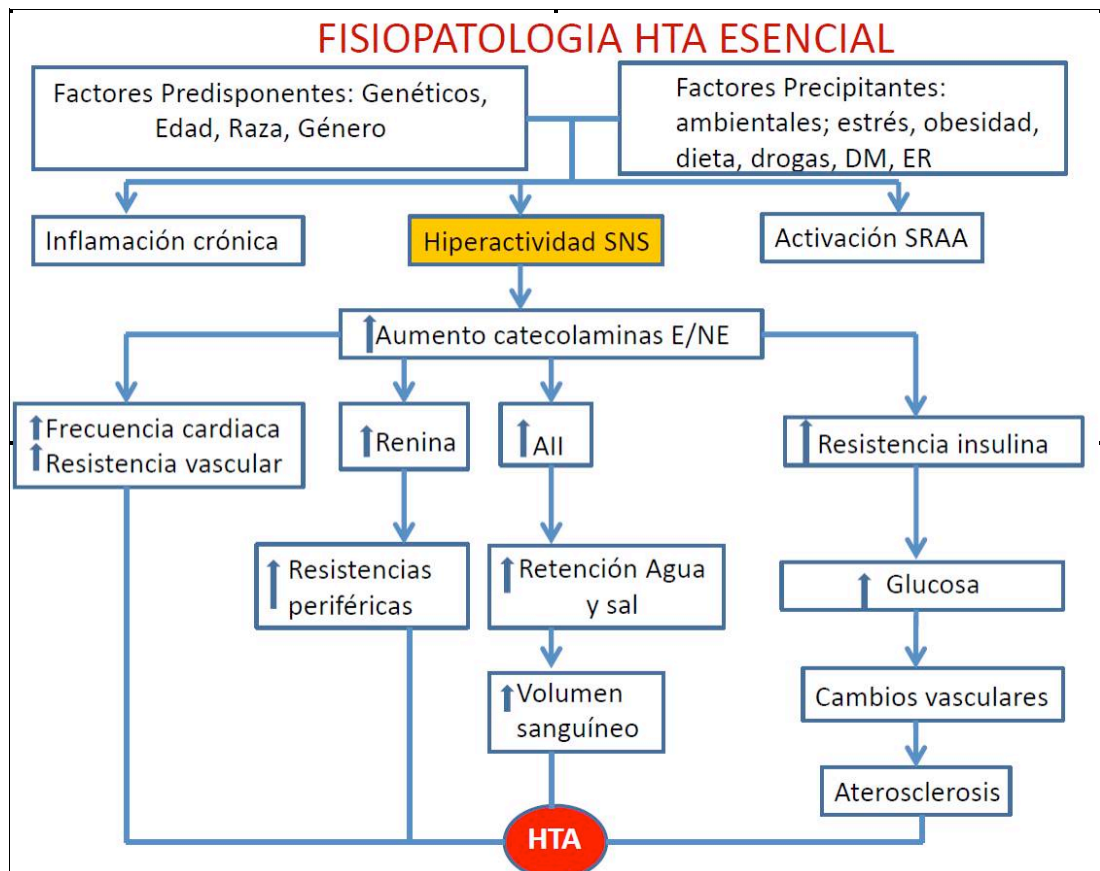 FISIOPATOLOGIA HTA ESENCIAL
Factores Predisponentes: Genéticos,
Edad, Raza, Género
Factores Precipitantes:
ambientales; estrés, obesidad,
dieta, drogas, DM, ER
Inflamación crónica
Hiperactividad SNS
Activación SRAA
Aumento catecolaminas E/NE
Frecuencia cardiaca
Resistencia vascular
Renina
AII
Resistencia insulina
Resistencias
periféricas
Retención Agua
y sal
Glucosa
Volumen
sanguíneo
Cambios vasculares
Aterosclerosis
HTA